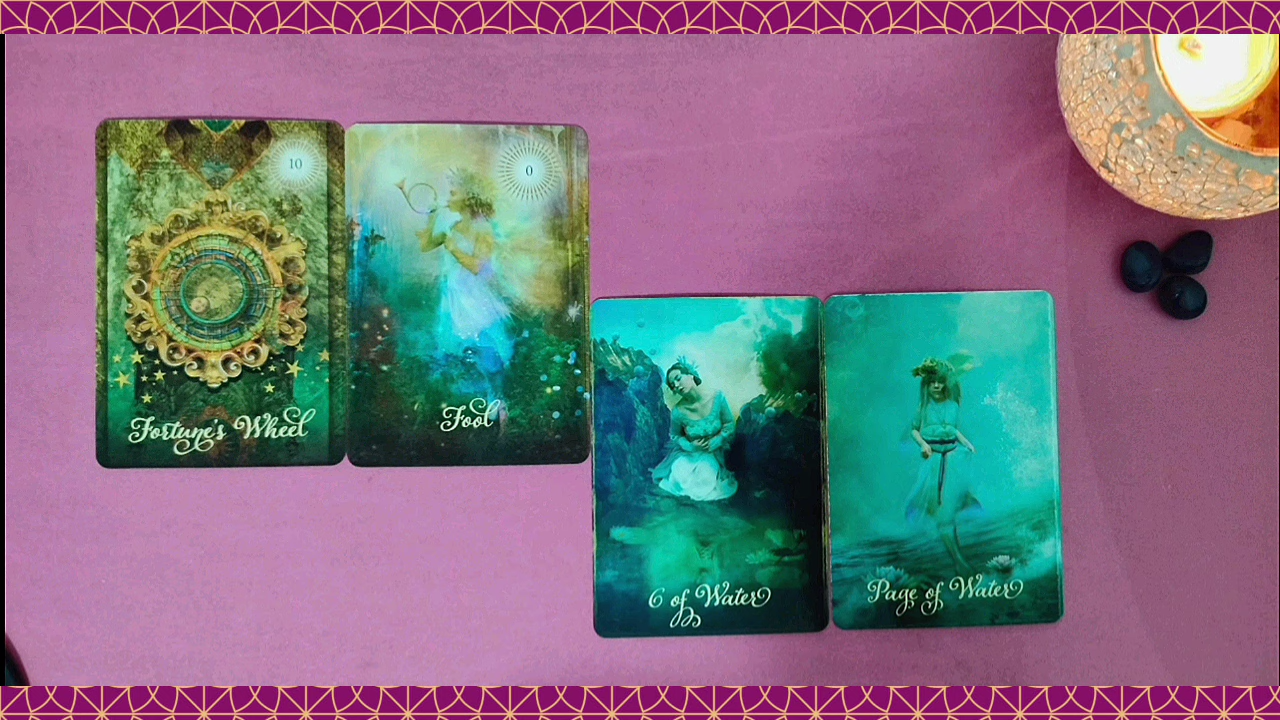 10
Fortune's Wheel
0
Fool
6 of Water
Page of Water